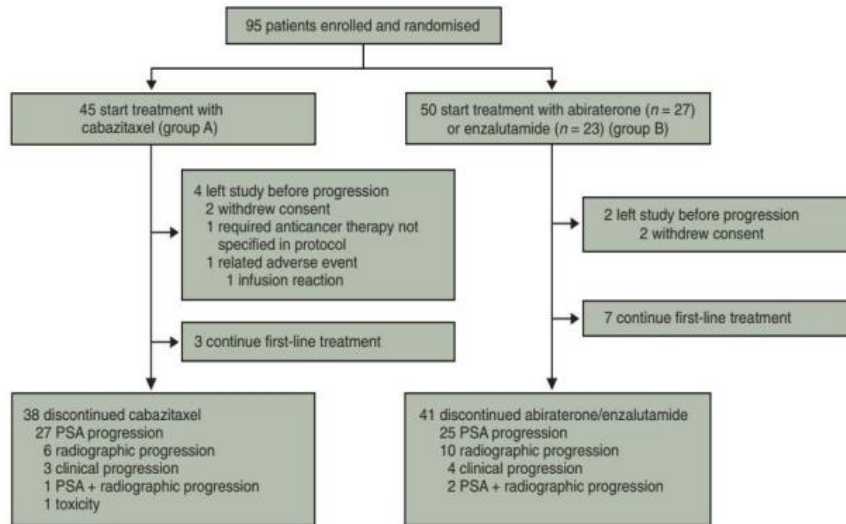 95 patients enrolled and randomised
45 start treatment with
cabazitaxel (group A)
50 start treatment with abiraterone (n = 27)
or enzalutamide (n = 23) (group B)
4 left study before progression
2 withdrew consent
1 required anticancer therapy not
specified in protocol
1 related adverse event
1 infusion reaction
2 left study before progression
2 withdrew consent
3 continue first-line treatment
7 continue first-line treatment
38 discontinued cabazitaxel
27 PSA progression
6 radiographic progression
3 clinical progression
1 PSA + radiographic progression
1 toxicity
41 discontinued abiraterone/enzalutamide
25 PSA progression
10 radiographic progression
4 clinical progression
2 PSA + radiographic progression